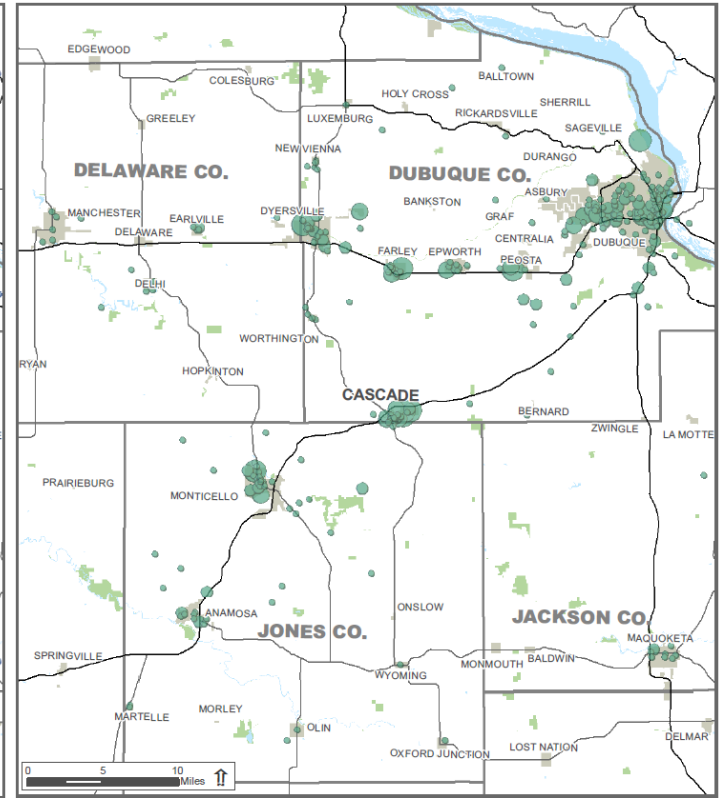 EDGEWOOD
COLESBURG
BALLTOWN
HOLY CROSS
SHERRILL
GREELEY
LUXEMBURG
RICKARDSVILLE
SAGEVILLE
NEW VIENNA
DURANGO
DELAWARE CO.
DUBUQUE CO.
ASBURY
BANKSTON
MANCHESTER
EARLVILLE
DYERSVILLE
GRAF
DELAWARE
CENTRALIA
DUBUQUE
FARLEY
EPWORTH
PEOSTA
DELHI
WORTHINGTON
RYAN
HOPKINTON
CASCADE
BERNARD
ZWINGLE
LA MOTTE
PRAIRIEBURG
MONTICELLO
ANAMOSA
ONSLOW
JONES CO.
JACKSON CO.
MAQUOKETA
SPRINGVILLE
MONMOUTH
BALDWIN
WYOMING
MARTELLE
MORLEY
OLIN
OXFORD JUNCTION
LOST NATION
DELMAR
0 5 10
Miles